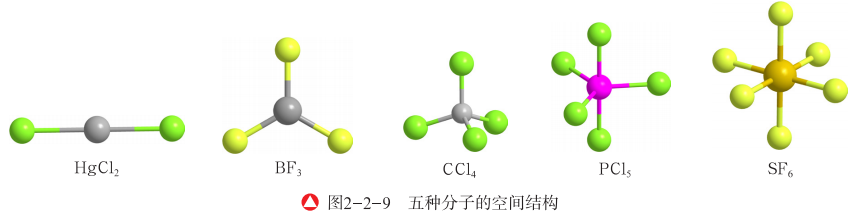 HgCl₂ BF₃ CCl₄ PCl₅ SF₆
图2-2-9 五种分子的空间结构